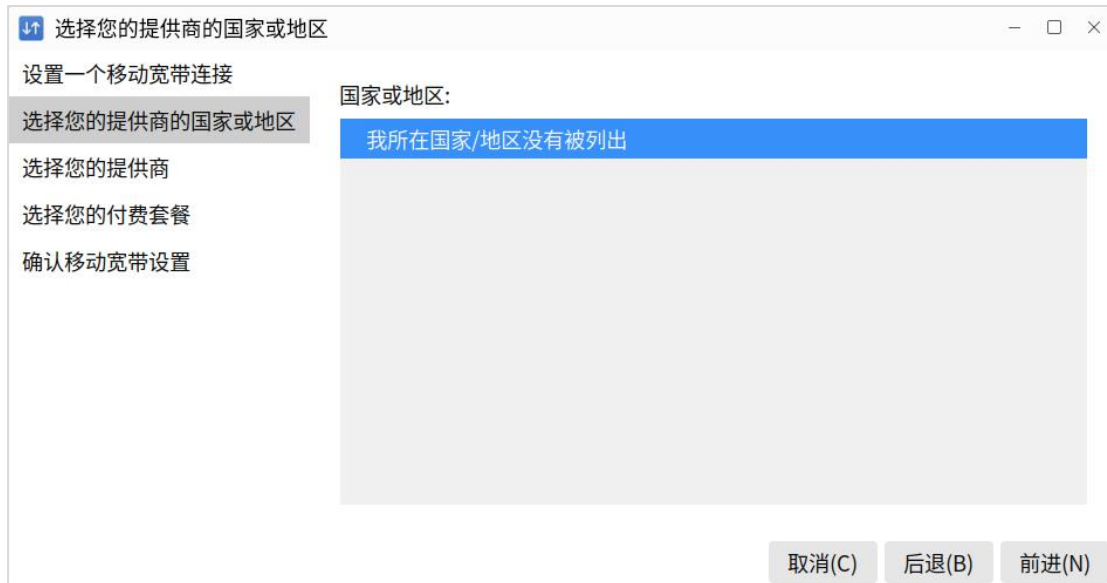 选择您的提供商的国家或地区
设置一个移动宽带连接
选择您的提供商的国家或地区
选择您的提供商
选择您的付费套餐
确认移动宽带设置
国家或地区:
我所在国家/地区没有被列出
取消(C) 后退(B) 前进(N)